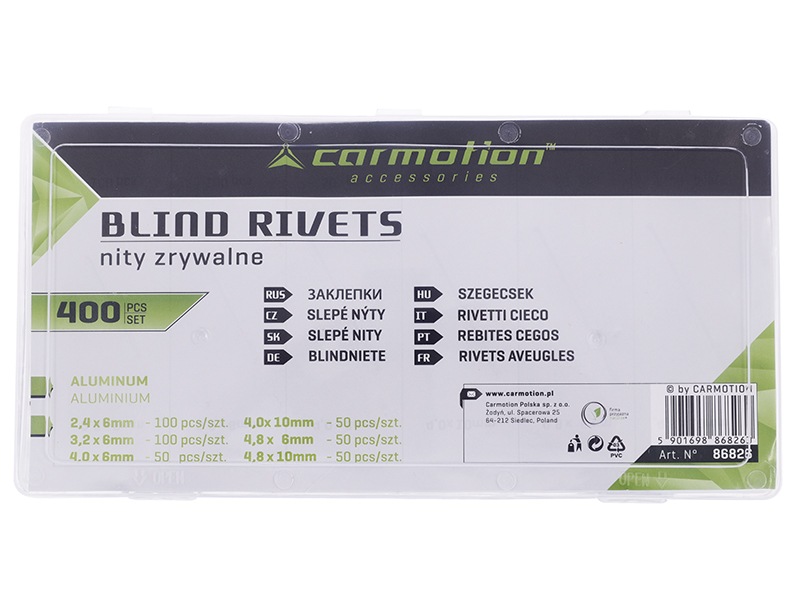 carmotion™
accessories
BLIND RIVETS
nity zrywalne
400 PCS SET
RUS ЗАКЛЕПКИ
CZ SLEPÉ NÝTY
SK SLEPÉ NITY
DE BLINDNIETE
HU SZEGECSEK
IT RIVETTI CIECO
PT REBITES CEGOS
FR RIVETS AVEUGLES
ALUMINUM
ALUMINIUM
2,4 x 6mm - 100 pcs/szt.
3,2 x 6mm - 100 pcs/szt.
4.0 x 6mm - 50 pcs/szt.
4,0 x 10mm - 50 pcs/szt.
4,8 x 6mm - 50 pcs/szt.
4,8 x 10mm - 50 pcs/szt.
www.carmotion.pl
Carmotion Polska sp. z o.o.
Żodyń, ul. Spacerowa 25
64-212 Siedlec, Poland
firma
PVC
© by CARMOTION
5 901698 86826
Art. N° 86826
OPEN
OPEN